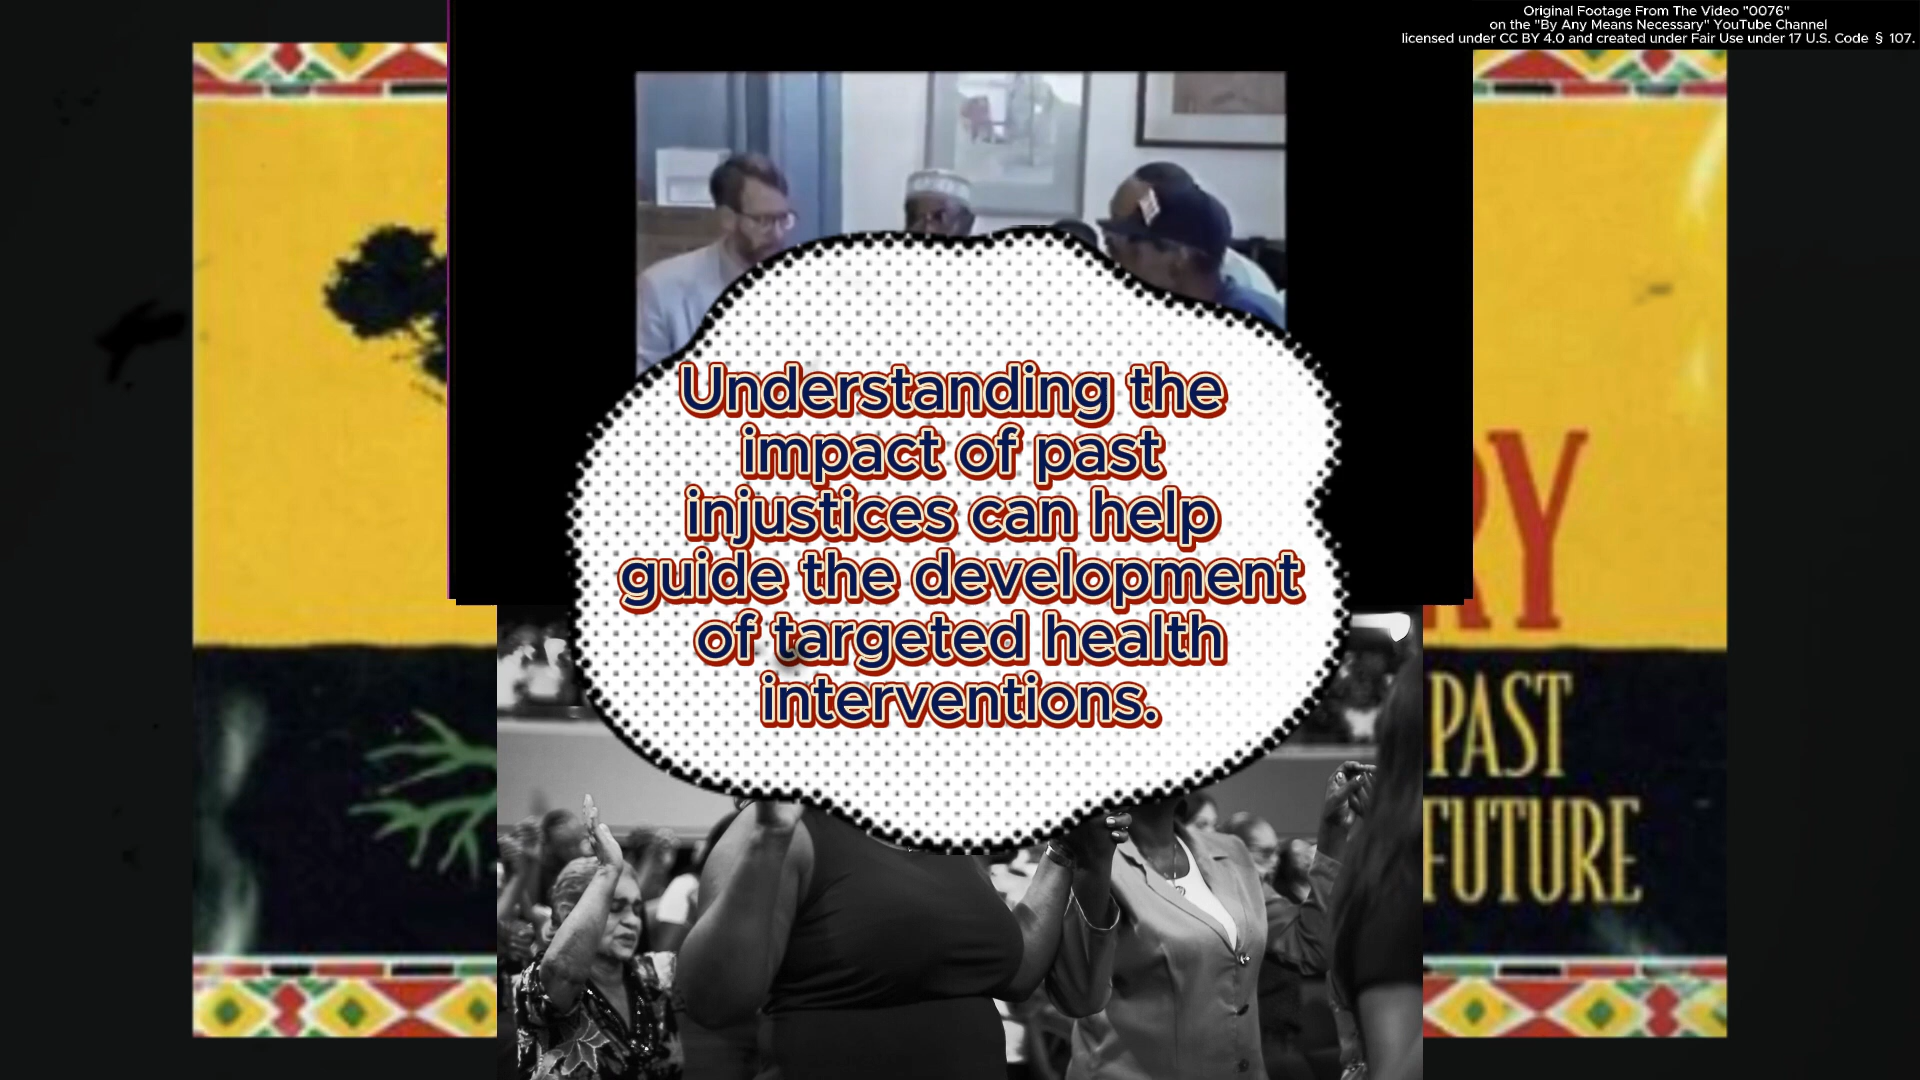 Original Footage From The Video "0076"
on the "By Any Means Necessary" YouTube Channel
licensed under CC BY 4.0 and created under Fair Use under 17 U.S. Code § 107.
Understanding the
impact of past
injustices can help
guide the development
of targeted health
interventions.
PAST
FUTURE